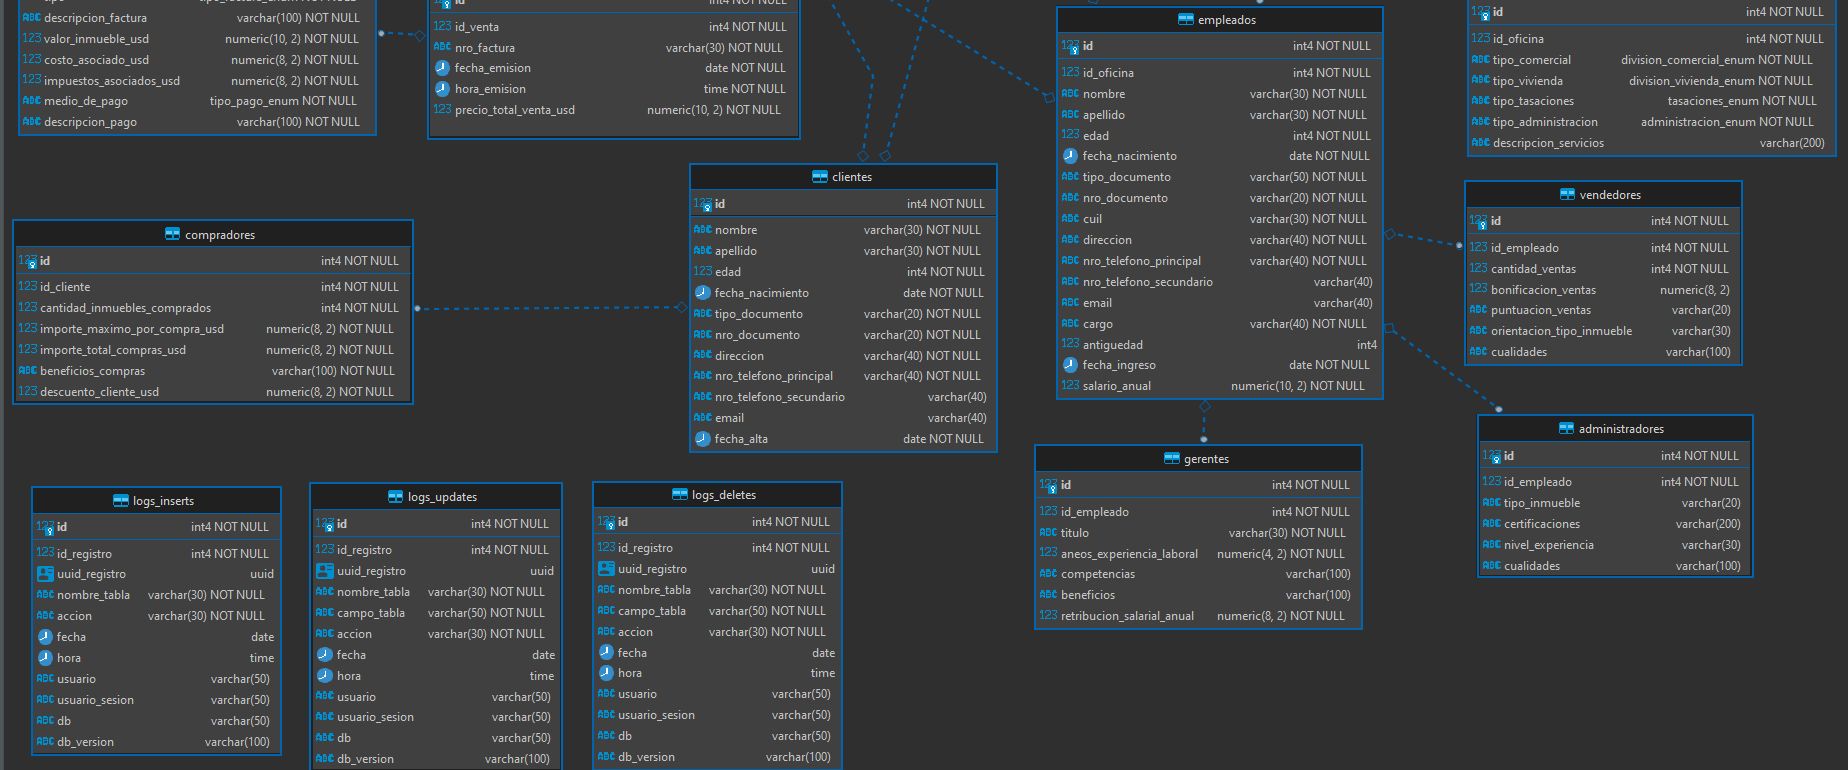 tipo tipo_factura_enum NOT NULL
ABC descripcion_factura varchar(100) NOT NULL
123 valor_inmueble_usd numeric(10, 2) NOT NULL
123 costo_asociado_usd numeric(8, 2) NOT NULL
123 impuestos_asociados_usd numeric(8, 2) NOT NULL
ABC medio_de_pago tipo_pago_enum NOT NULL
ABC descripcion_pago varchar(100) NOT NULL
123 id int4 NOT NULL
123 id_venta int4 NOT NULL
ABC nro_factura varchar(30) NOT NULL
fecha_emision date NOT NULL
hora_emision time NOT NULL
123 precio_total_venta_usd numeric(10, 2) NOT NULL
empleados
123 id int4 NOT NULL
123 id_oficina int4 NOT NULL
ABC nombre varchar(30) NOT NULL
ABC apellido varchar(30) NOT NULL
123 edad int4 NOT NULL
fecha_nacimiento date NOT NULL
ABC tipo_documento varchar(50) NOT NULL
ABC nro_documento varchar(20) NOT NULL
ABC cuil varchar(30) NOT NULL
ABC direccion varchar(40) NOT NULL
ABC nro_telefono_principal varchar(40) NOT NULL
ABC nro_telefono_secundario varchar(40)
ABC email varchar(40)
ABC cargo varchar(40) NOT NULL
123 antiguedad int4
fecha_ingreso date NOT NULL
123 salario_anual numeric(10, 2) NOT NULL
123 id int4 NOT NULL
123 id_oficina int4 NOT NULL
ABC tipo_comercial division_comercial_enum NOT NULL
ABC tipo_vivienda division_vivienda_enum NOT NULL
ABC tipo_tasaciones tasaciones_enum NOT NULL
ABC tipo_administracion administracion_enum NOT NULL
ABC descripcion_servicios varchar(200)
clientes
123 id int4 NOT NULL
ABC nombre varchar(30) NOT NULL
ABC apellido varchar(30) NOT NULL
123 edad int4 NOT NULL
fecha_nacimiento date NOT NULL
ABC tipo_documento varchar(20) NOT NULL
ABC nro_documento varchar(20) NOT NULL
ABC direccion varchar(40) NOT NULL
ABC nro_telefono_principal varchar(40) NOT NULL
ABC nro_telefono_secundario varchar(40)
ABC email varchar(40)
fecha_alta date NOT NULL
vendedores
123 id int4 NOT NULL
123 id_empleado int4 NOT NULL
123 cantidad_ventas int4 NOT NULL
123 bonificacion_ventas numeric(8, 2)
ABC puntuacion_ventas varchar(20)
ABC orientacion_tipo_inmueble varchar(30)
ABC cualidades varchar(100)
compradores
123 id int4 NOT NULL
123 id_cliente int4 NOT NULL
123 cantidad_inmuebles_comprados int4 NOT NULL
123 importe_maximo_por_compra_usd numeric(8, 2) NOT NULL
123 importe_total_compras_usd numeric(8, 2) NOT NULL
ABC beneficios_compras varchar(100) NOT NULL
123 descuento_cliente_usd numeric(8, 2) NOT NULL
administradores
123 id int4 NOT NULL
123 id_empleado int4 NOT NULL
ABC tipo_inmueble varchar(20)
ABC certificaciones varchar(200)
ABC nivel_experiencia varchar(30)
ABC cualidades varchar(100)
gerentes
123 id int4 NOT NULL
123 id_empleado int4 NOT NULL
ABC titulo varchar(30) NOT NULL
123 aneos_experiencia_laboral numeric(4, 2) NOT NULL
ABC competencias varchar(100)
ABC beneficios varchar(100)
123 retribucion_salarial_anual numeric(8, 2) NOT NULL
logs_inserts
123 id int4 NOT NULL
123 id_registro int4 NOT NULL
uuid_registro uuid
ABC nombre_tabla varchar(30) NOT NULL
ABC accion varchar(30) NOT NULL
fecha date
hora time
ABC usuario varchar(50)
ABC usuario_sesion varchar(50)
ABC db varchar(50)
ABC db_version varchar(100)
logs_updates
123 id int4 NOT NULL
123 id_registro int4 NOT NULL
uuid_registro uuid
ABC nombre_tabla varchar(30) NOT NULL
ABC campo_tabla varchar(50) NOT NULL
ABC accion varchar(30) NOT NULL
fecha date
hora time
ABC usuario varchar(50)
ABC usuario_sesion varchar(50)
ABC db varchar(50)
ABC db_version varchar(100)
logs_deletes
123 id int4 NOT NULL
123 id_registro int4 NOT NULL
uuid_registro uuid
ABC nombre_tabla varchar(30) NOT NULL
ABC campo_tabla varchar(50) NOT NULL
ABC accion varchar(30) NOT NULL
fecha date
hora time
ABC usuario varchar(50)
ABC usuario_sesion varchar(50)
ABC db varchar(50)
ABC db_version varchar(100)